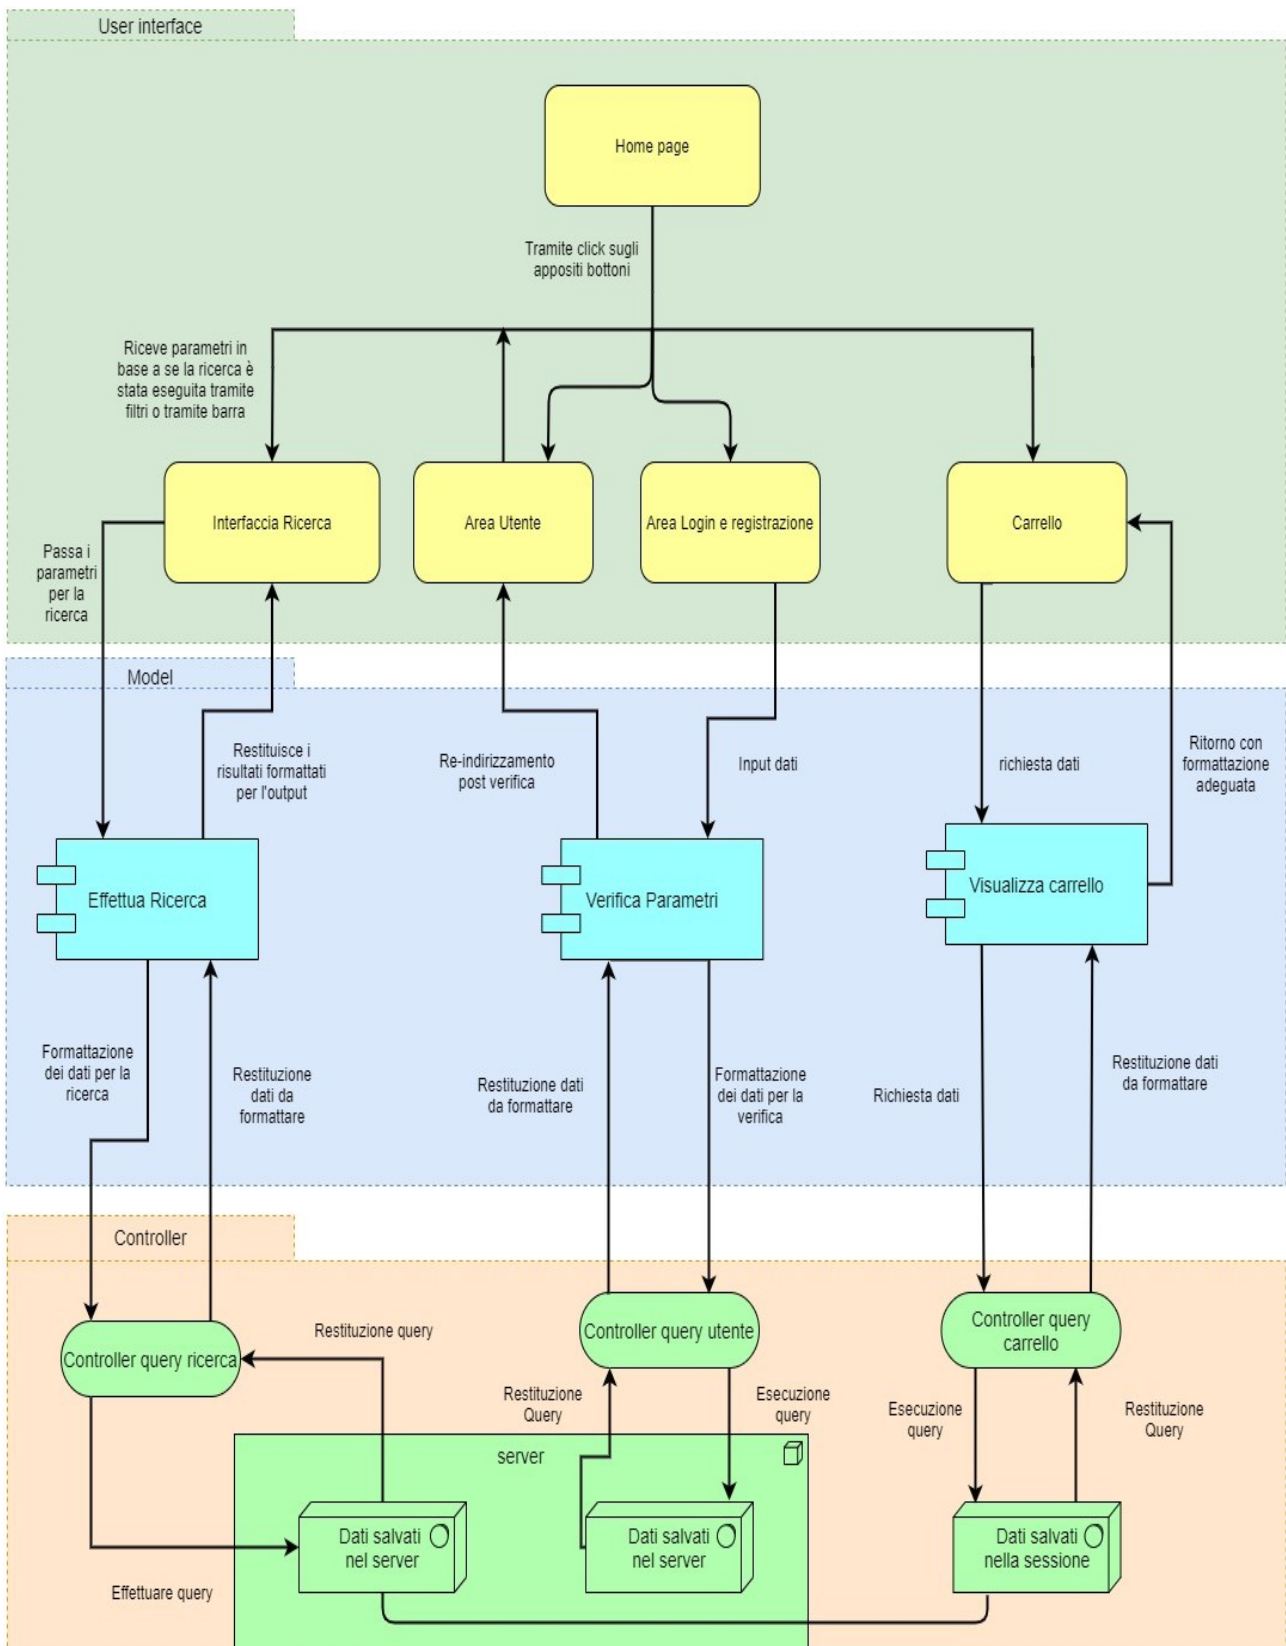 User interface
Home page
Tramite click sugli
appositi bottoni
Riceve parametri in
base a se la ricerca è
stata eseguita tramite
filtri o tramite barra
Interfaccia Ricerca
Area Utente
Area Login e registrazione
Carrello
Passa i
parametri
per la
ricerca
Model
Restituisce i
risultati formattati
per l'output
Re-indirizzamento
post verifica
Input dati
richiesta dati
Ritorno con
formattazione
adeguata
Effettua Ricerca
Verifica Parametri
Visualizza carrello
Formattazione
dei dati per la
ricerca
Restituzione
dati da
formattare
Restituzione dati
da formattare
Formattazione
dei dati per la
verifica
Richiesta dati
Restituzione dati
da formattare
Controller
Controller query ricerca
Restituzione query
Controller query utente
Controller query
carrello
Restituzione
Query
Esecuzione
query
Esecuzione
query
Restituzione
Query
server
Dati salvati
nel server
Dati salvati
nel server
Dati salvati
nella sessione
Effettuare query